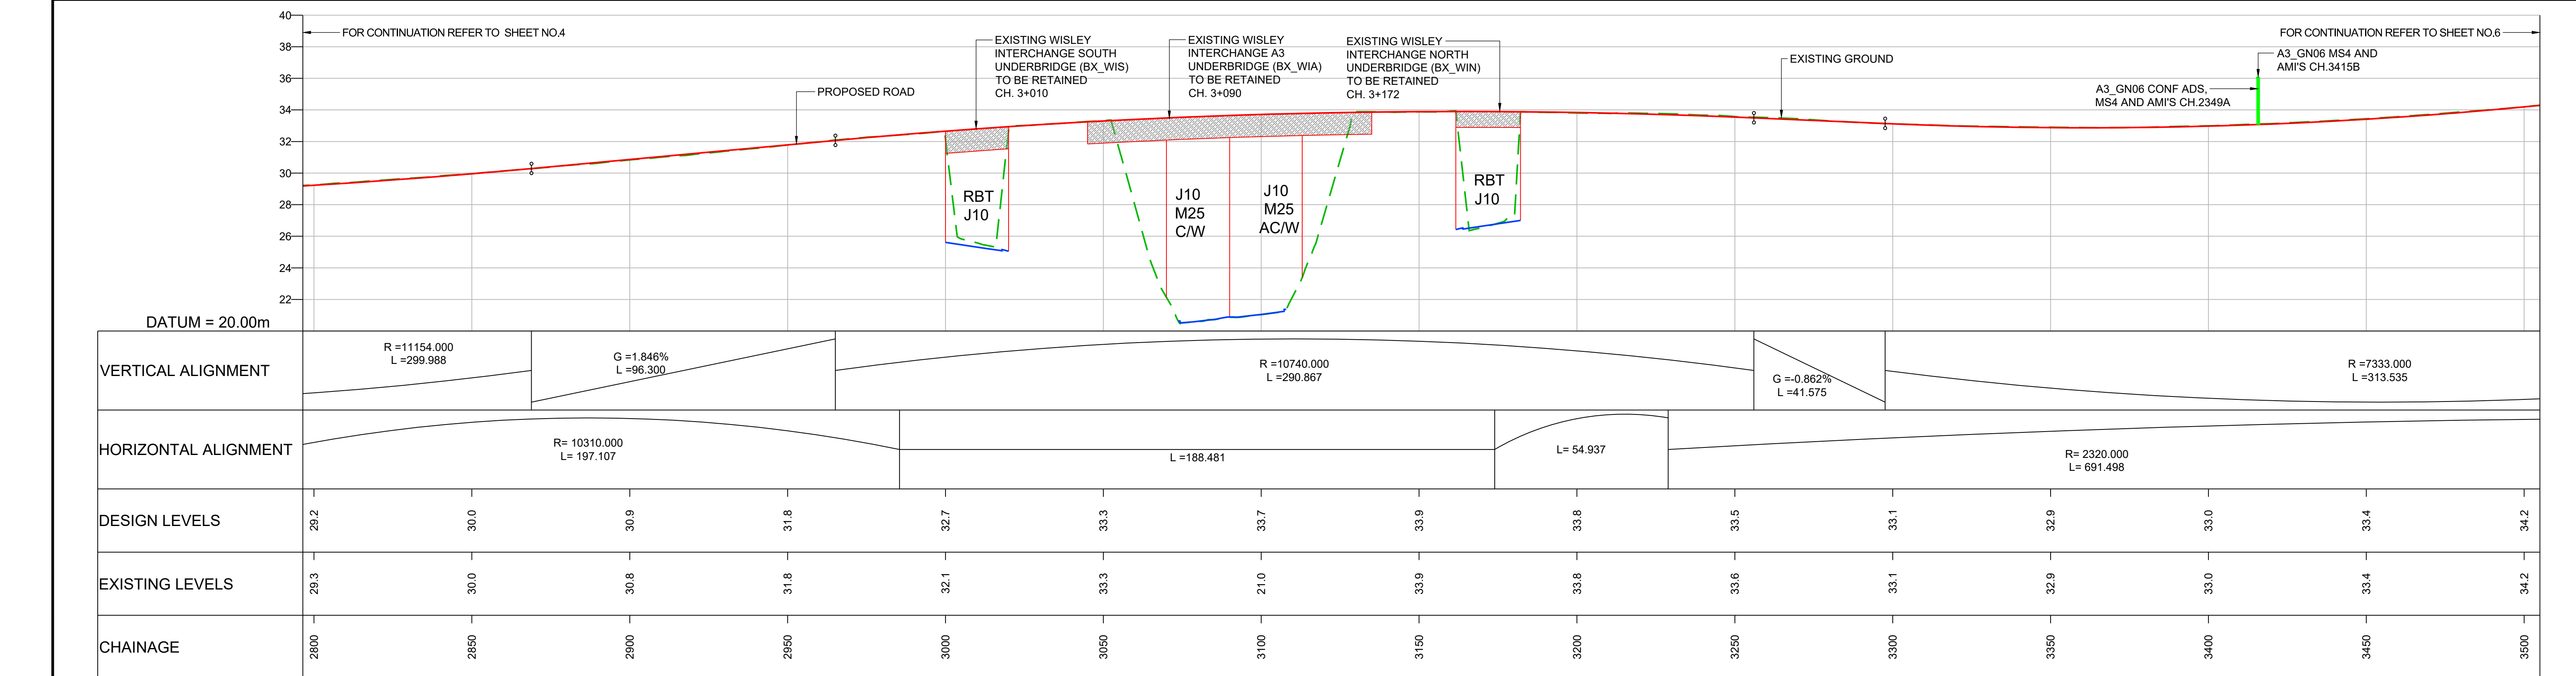 40
FOR CONTINUATION REFER TO SHEET NO.4
FOR CONTINUATION REFER TO SHEET NO.6
38
36
34
32
30
28
26
24
22
DATUM = 20.00m
PROPOSED ROAD
EXISTING WISLEY
INTERCHANGE SOUTH
UNDERBRIDGE (BX_WIS)
TO BE RETAINED
CH. 3+010
EXISTING WISLEY
INTERCHANGE A3
UNDERBRIDGE (BX_WIA)
TO BE RETAINED
CH. 3+090
EXISTING WISLEY
INTERCHANGE NORTH
UNDERBRIDGE (BX_WIN)
TO BE RETAINED
CH. 3+172
EXISTING GROUND
A3_GN06 MS4 AND
AMI'S CH.3415B
A3_GN06 CONF ADS,
MS4 AND AMI'S CH.2349A
RBT
J10
J10
M25
C/W
J10
M25
AC/W
RBT
J10
VERTICAL ALIGNMENT
R =11154.000
L =299.988
G =1.846%
L =96.300
R =10740.000
L =290.867
G =-0.862%
L =41.575
R =7333.000
L =313.535
HORIZONTAL ALIGNMENT
R= 10310.000
L= 197.107
L =188.481
L= 54.937
R= 2320.000
L= 691.498
DESIGN LEVELS
29.2 30.0 30.9 31.8 32.7 33.3 33.7 33.9 33.8 33.5 33.1 32.9 33.0 33.4 34.2
EXISTING LEVELS
29.3 30.0 30.8 31.8 32.1 33.3 21.0 33.9 33.8 33.6 33.1 32.9 33.0 33.4 34.2
CHAINAGE
2800 2850 2900 2950 3000 3050 3100 3150 3200 3250 3300 3350 3400 3450 3500